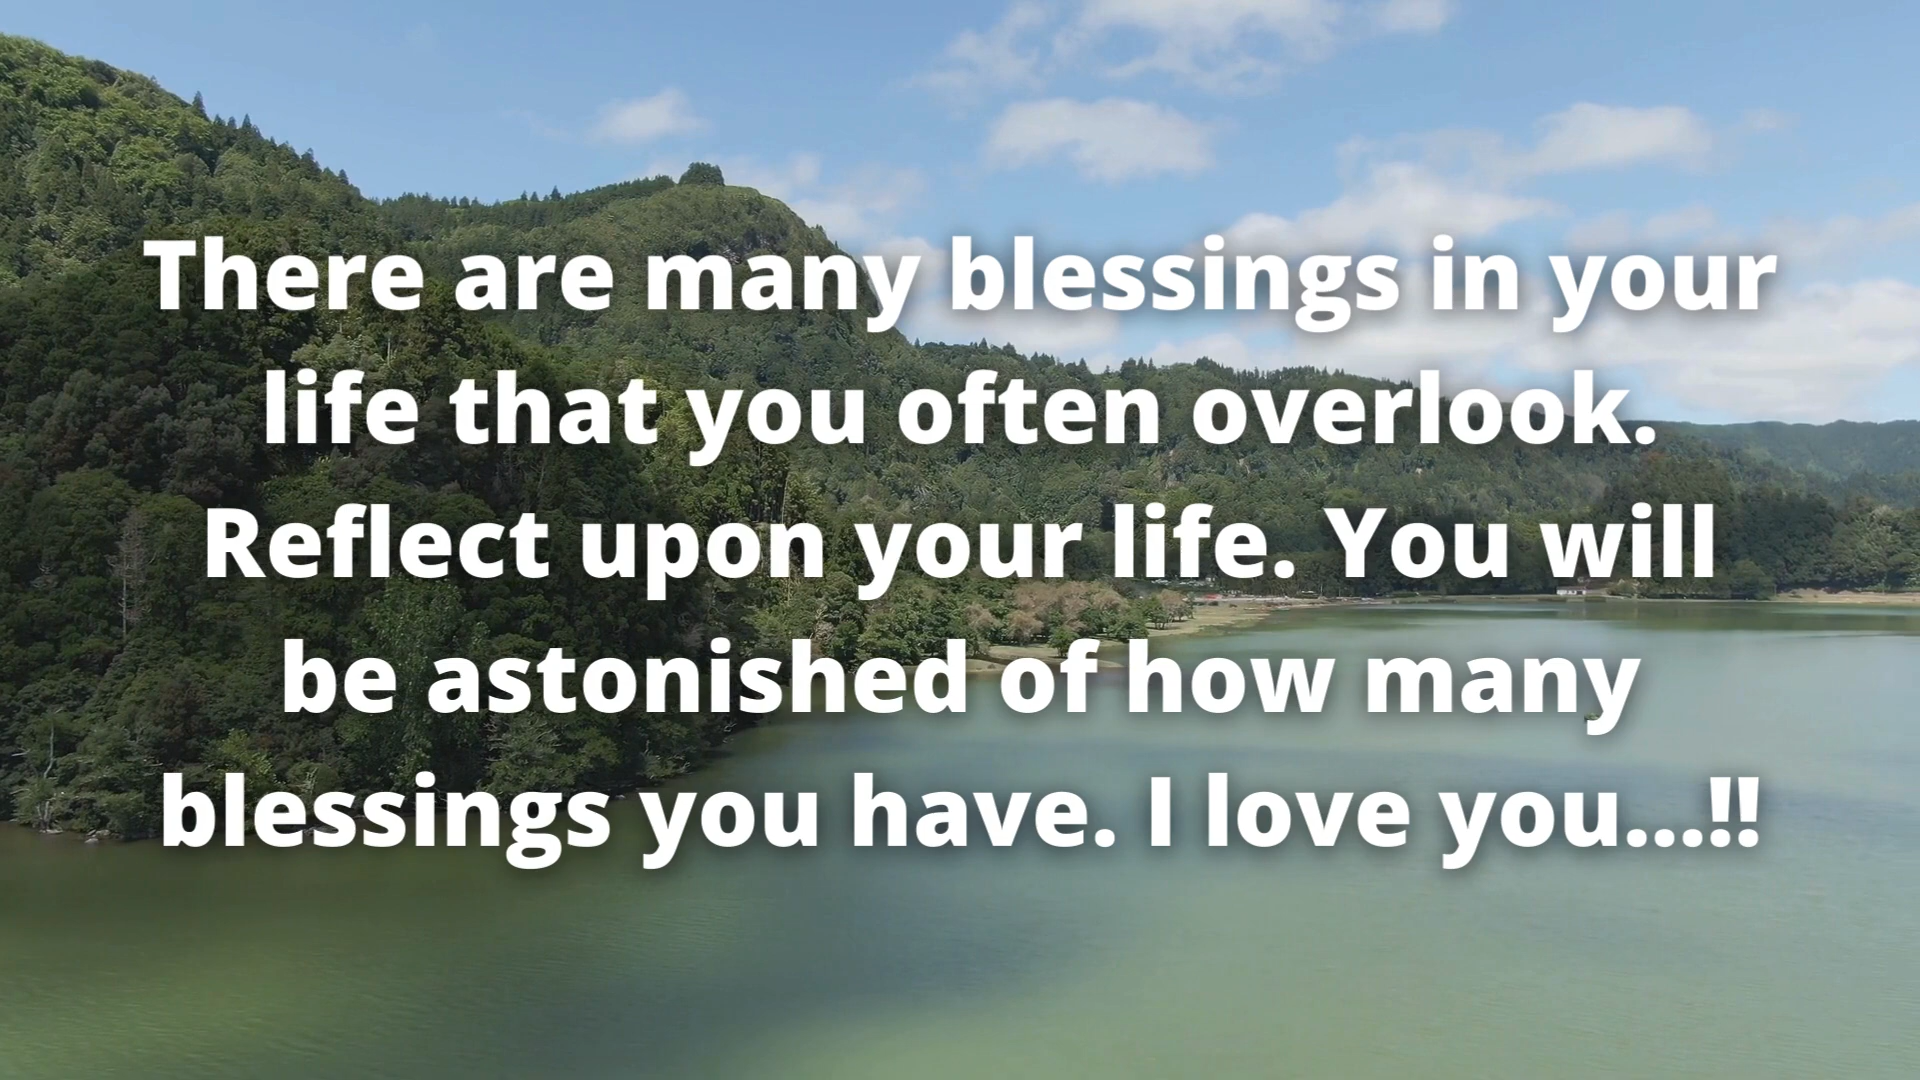 There are many blessings in your
life that you often overlook.
Reflect upon your life. You will
be astonished of how many
blessings you have. I love you...!!